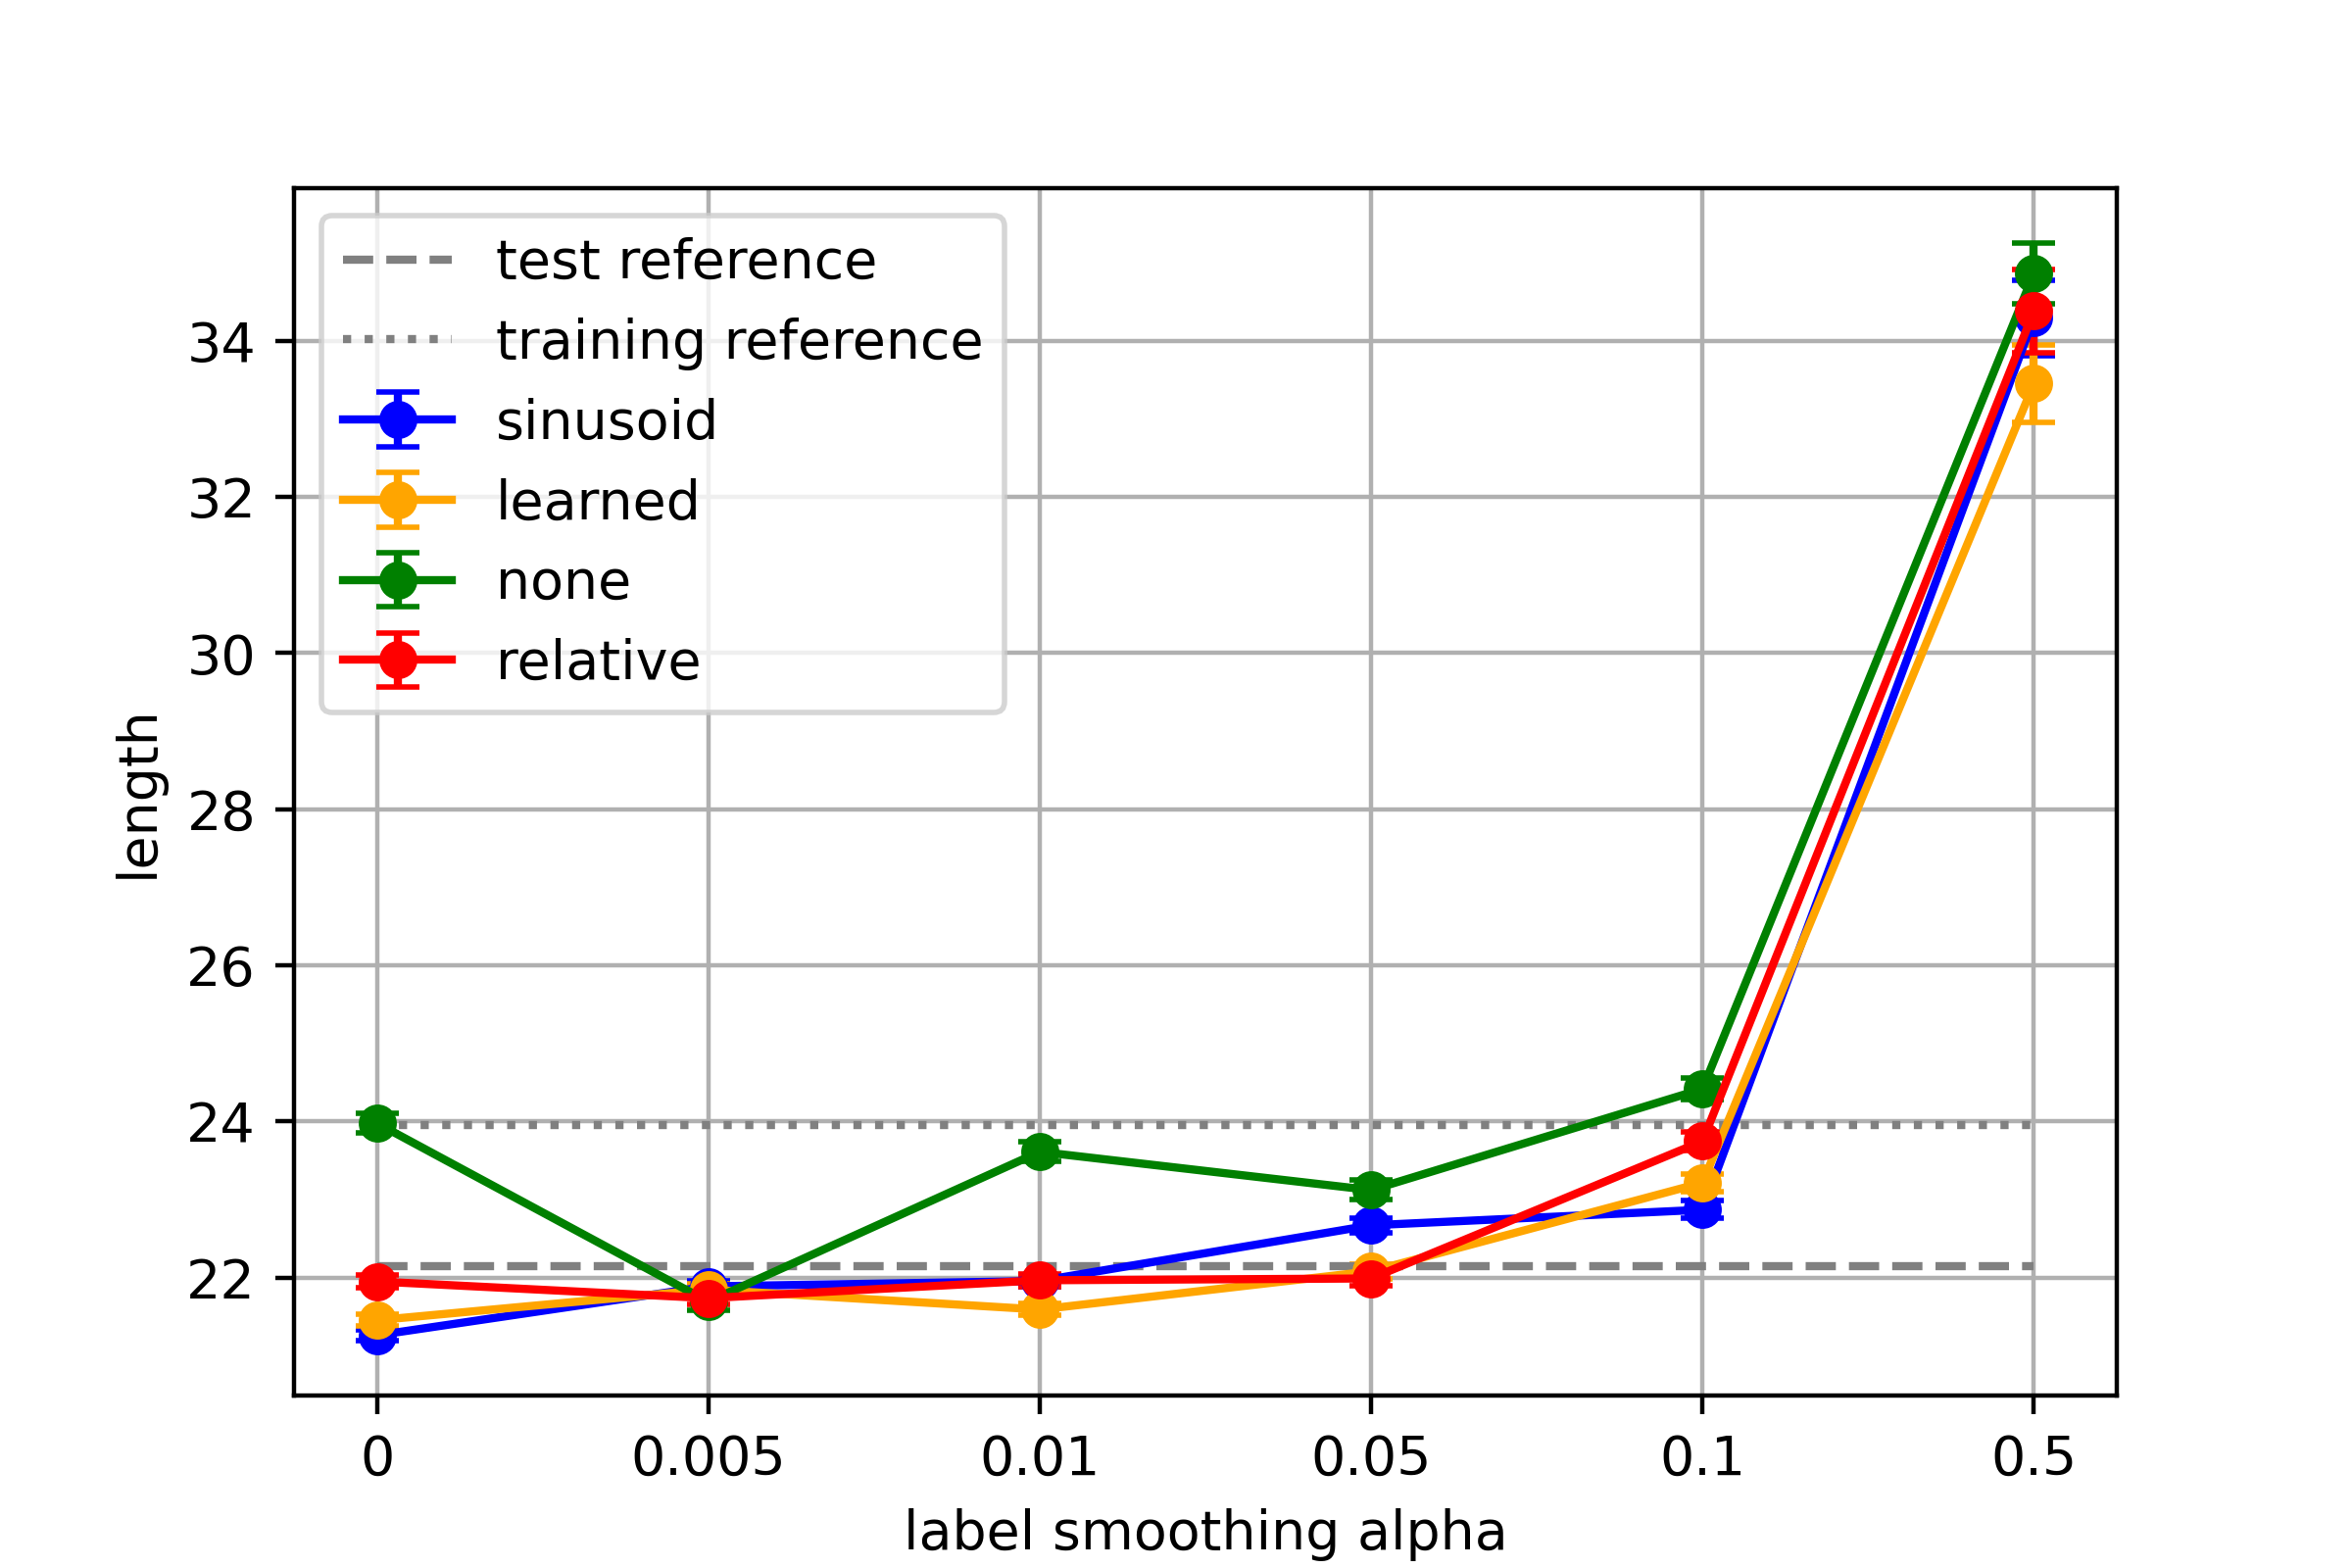 test reference
training reference
sinusoid
learned
none
relative
34
32
30
28
26
24
22
length
0 0.005 0.01 0.05 0.1 0.5
label smoothing alpha